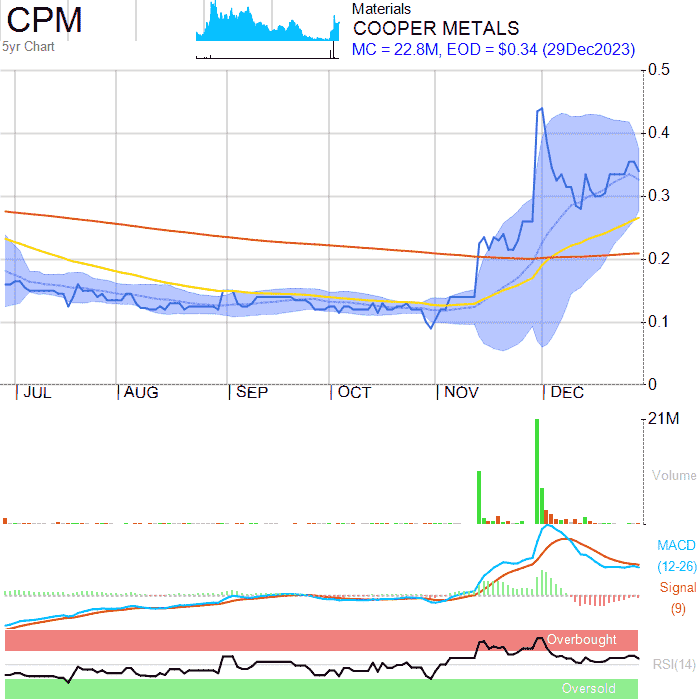 CPM
5yr Chart
Materials
COOPER METALS
MC = 22.8M, EOD = $0.34 (29Dec2023)
0.5
0.4
0.3
0.2
0.1
0
JUL AUG SEP OCT NOV DEC
21M
Volume
MACD
(12-26)
Signal
(9)
Overbought
RSI(14)
Oversold